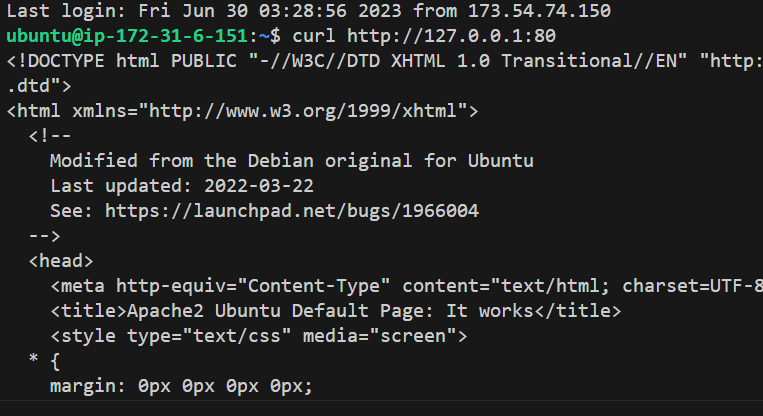 Last login: Fri Jun 30 03:28:56 2023 from 173.54.74.150
ubuntu@ip-172-31-6-151:~$ curl http://127.0.0.1:80
<!DOCTYPE html PUBLIC "-//W3C//DTD XHTML 1.0 Transitional//EN" "http:
.dtd">
<html xmlns="http://www.w3.org/1999/xhtml">
  <!--
    Modified from the Debian original for Ubuntu
    Last updated: 2022-03-22
    See: https://launchpad.net/bugs/1966004
  -->
  <head>
    <meta http-equiv="Content-Type" content="text/html; charset=UTF-8
    <title>Apache2 Ubuntu Default Page: It works</title>
    <style type="text/css" media="screen">
  * {
    margin: 0px 0px 0px 0px;